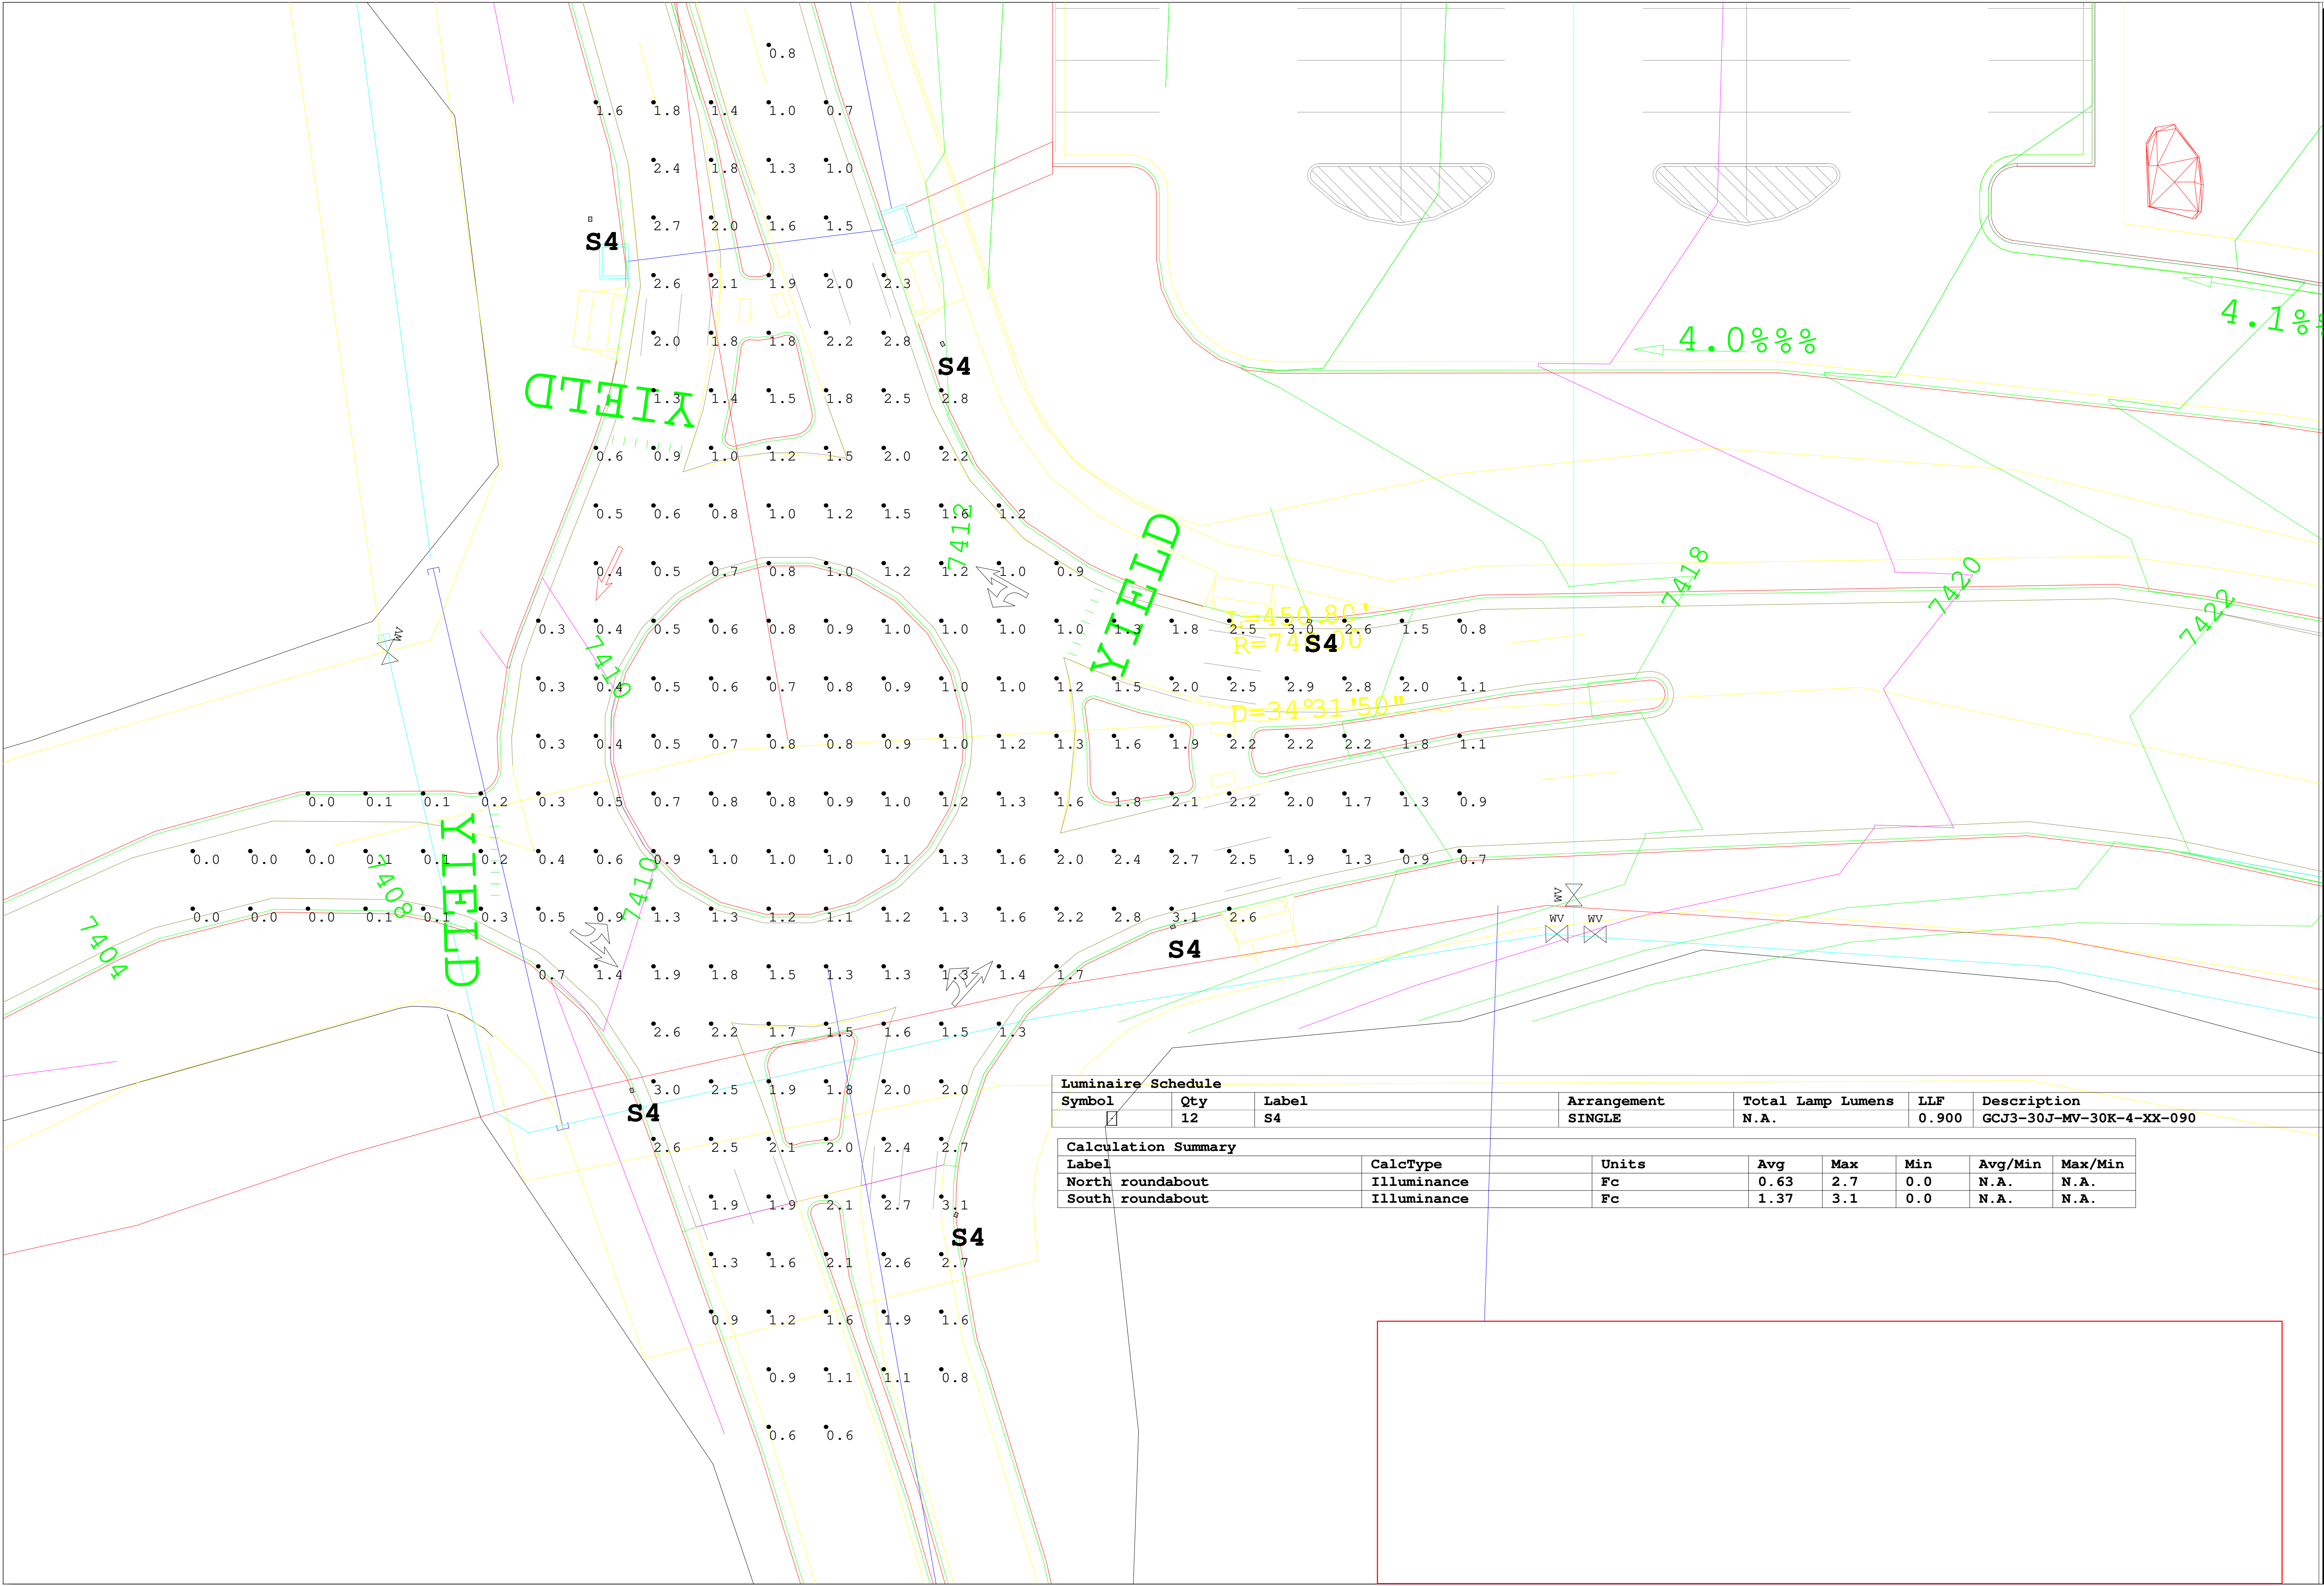 0.8
1.6 1.8 1.4 1.0 0.7
2.4 1.8 1.3 1.0
2.7 2.0 1.6 1.5
S4
2.6 2.1 1.9 2.0 2.3
4.1%%
4.0%%%
2.0 1.8 1.8 2.2 2.8
S4
YIELD
1.3 1.4 1.5 1.8 2.5 2.8
0.6 0.9 1.0 1.2 1.5 2.0 2.2
0.5 0.6 0.8 1.0 1.2 1.5 1.6 1.2
7412
YIELD
0.4 0.5 0.7 0.8 1.0 1.2 1.2 1.0 0.9
7418
7420
7422
L=450.80'
WV
0.3 0.4 0.5 0.6 0.8 0.9 1.0 1.0 1.0 1.0 1.3 1.8 2.5 3.0 2.6 1.5 0.8
S4
7410
0.3 0.4 0.5 0.6 0.7 0.8 0.9 1.0 1.0 1.2 1.5 2.0 2.5 2.9 2.8 2.0 1.1
D=34°31'50"
0.3 0.4 0.5 0.7 0.8 0.8 0.9 1.0 1.2 1.3 1.6 1.9 2.2 2.2 2.2 1.8 1.1
0.0 0.1 0.1 0.2 0.3 0.5 0.7 0.8 0.8 0.9 1.0 1.2 1.3 1.6 1.8 2.1 2.2 2.0 1.7 1.3 0.9
YIELD
0.0 0.0 0.0 0.1 0.1 0.2 0.4 0.6 0.9 1.0 1.0 1.0 1.1 1.3 1.6 2.0 2.4 2.7 2.5 1.9 1.3 0.9 0.7
7408
7410
WV
0.0 0.0 0.0 0.1 0.1 0.3 0.5 0.9 1.3 1.3 1.2 1.1 1.2 1.3 1.6 2.2 2.8 3.1 2.6
WV WV
7404
S4
0.7 1.4 1.9 1.8 1.5 1.3 1.3 1.3 1.4 1.7
2.6 2.2 1.7 1.5 1.6 1.5 1.3
3.0 2.5 1.9 1.8 2.0 2.0
S4
2.6 2.5 2.1 2.0 2.4 2.7
1.9 1.9 2.1 2.7 3.1
S4
1.3 1.6 2.1 2.6 2.7
0.9 1.2 1.6 1.9 1.6
0.9 1.1 1.1 0.8
0.6 0.6
Luminaire Schedule
Symbol Qty Label Arrangement Total Lamp Lumens LLF Description
12 S4 SINGLE N.A. 0.900 GCJ3-30J-MV-30K-4-XX-090
Calculation Summary
Label CalcType Units Avg Max Min Avg/Min Max/Min
North roundabout Illuminance Fc 0.63 2.7 0.0 N.A. N.A.
South roundabout Illuminance Fc 1.37 3.1 0.0 N.A. N.A.